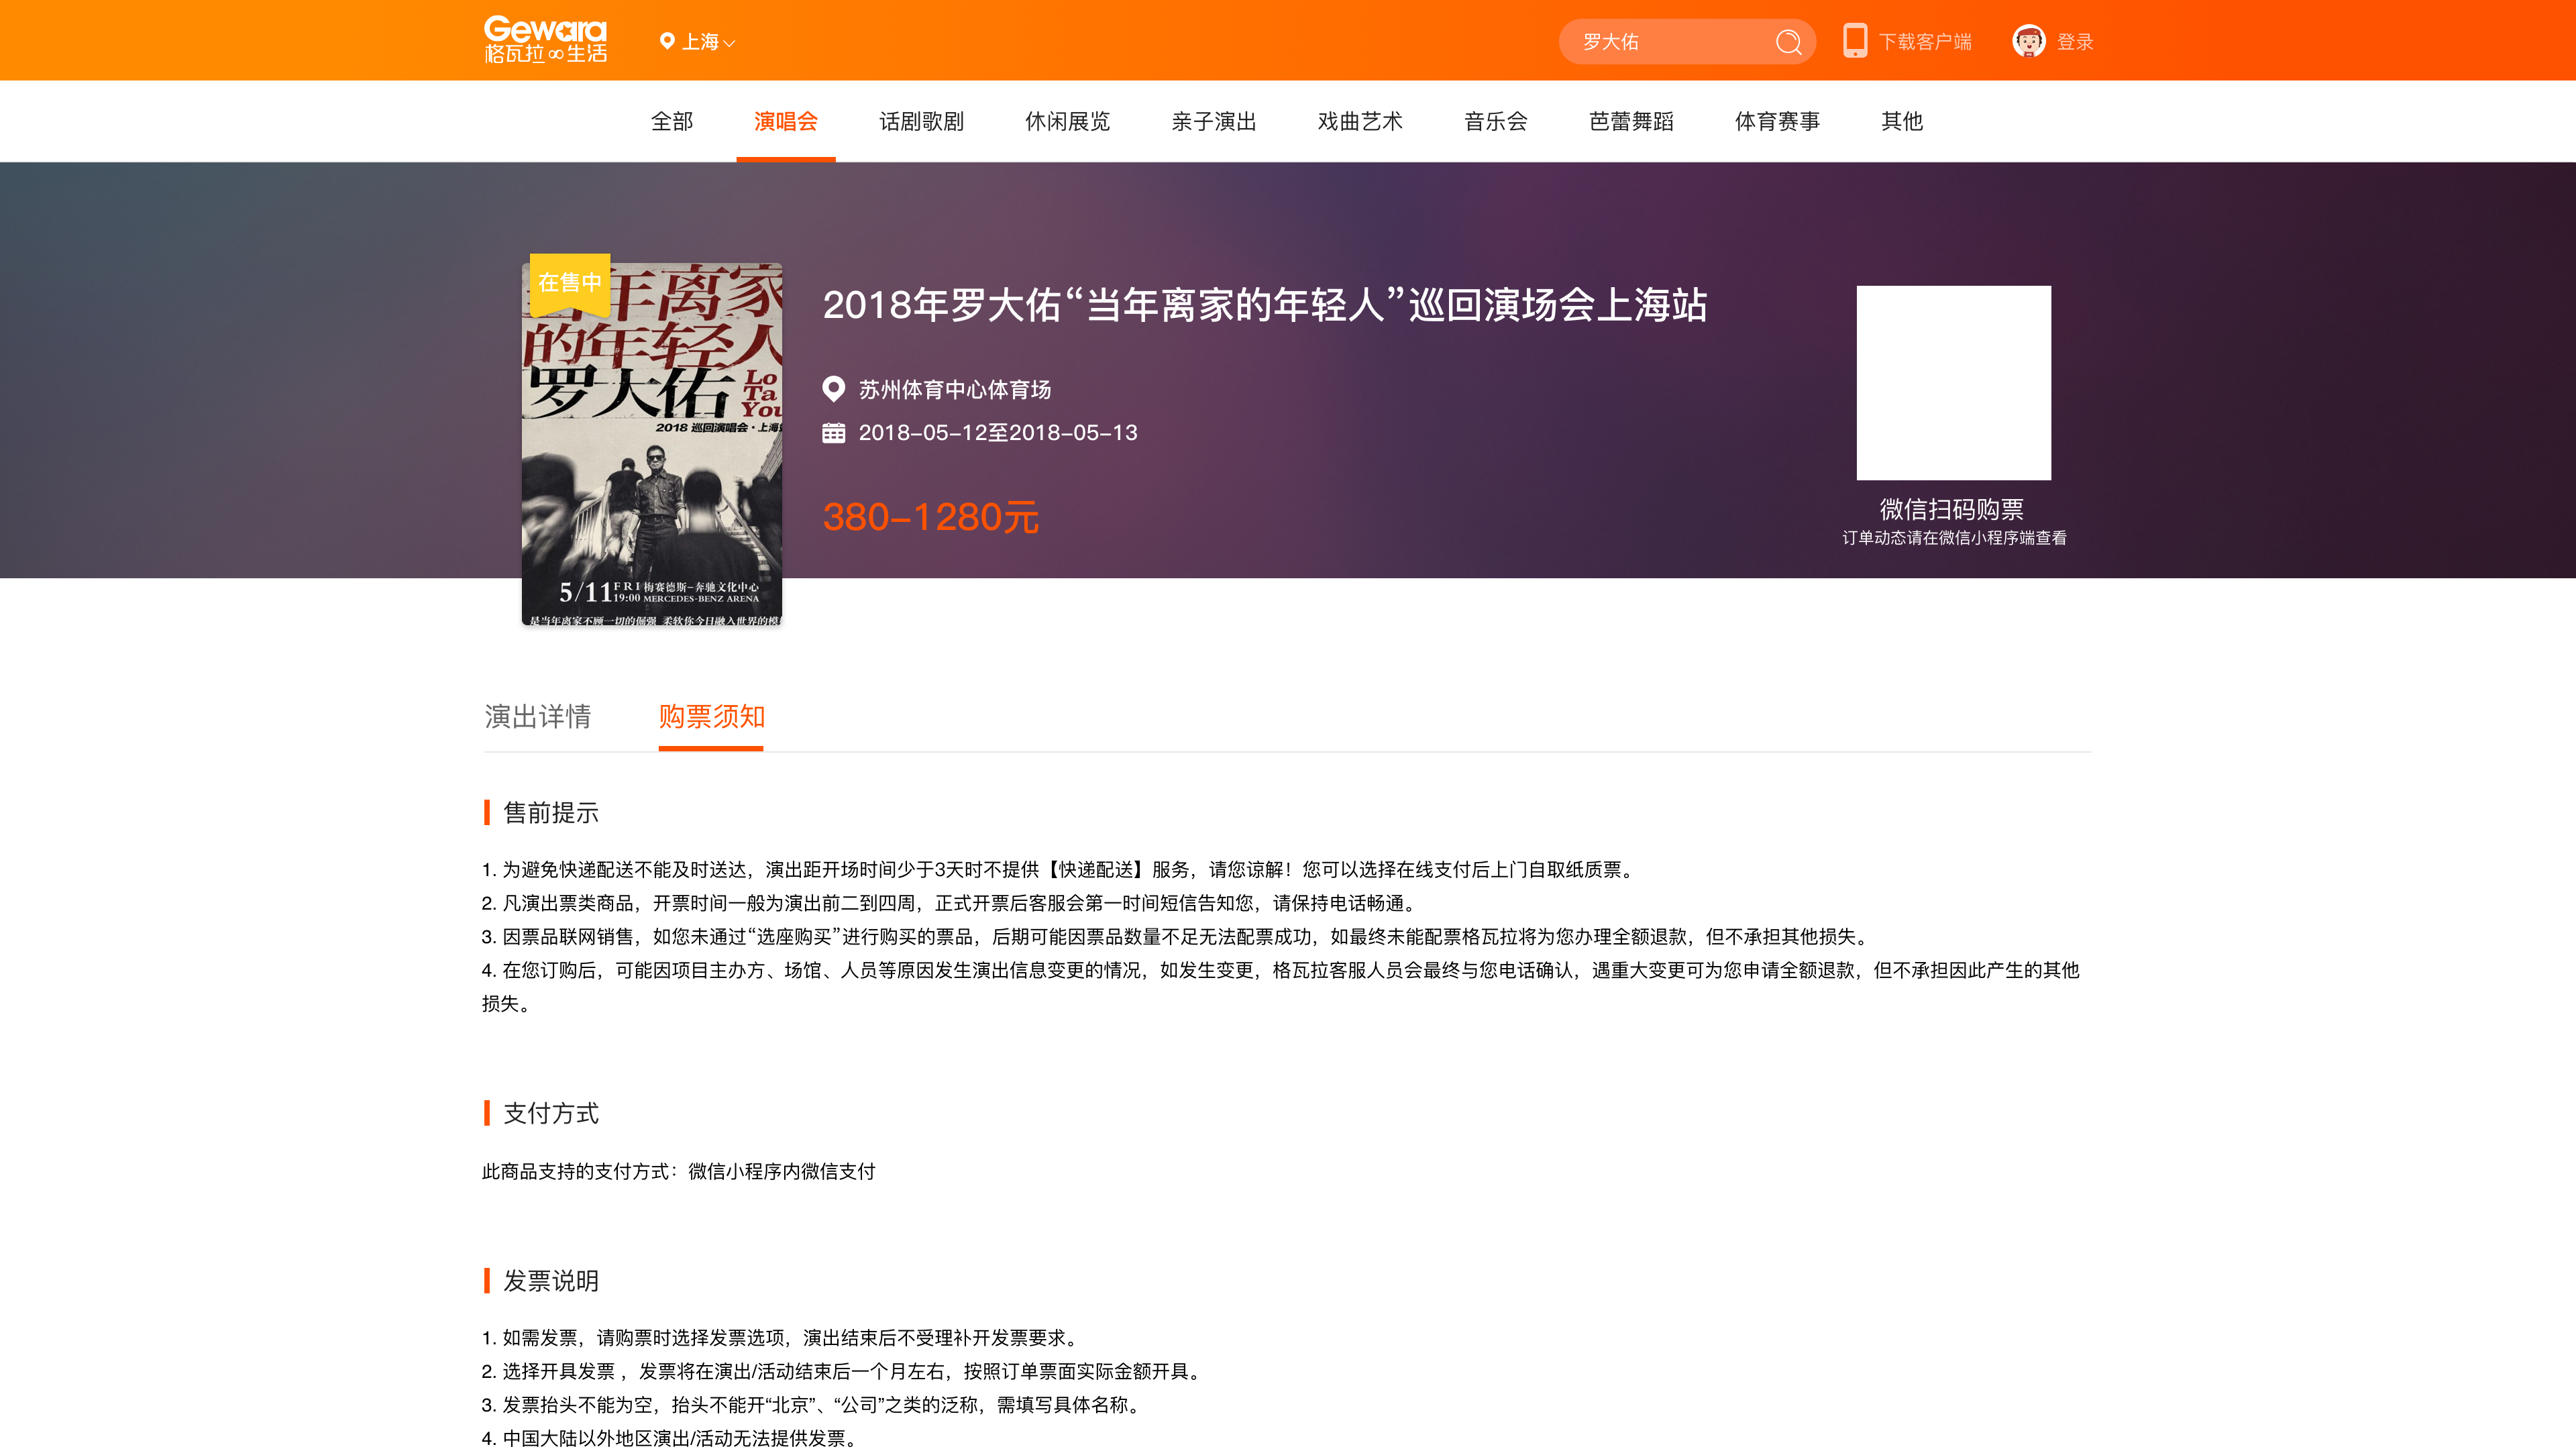 Gewara
格瓦拉∞生活
上海
罗大佑
下载客户端
登录
全部
演唱会
话剧歌剧
休闲展览
亲子演出
戏曲艺术
音乐会
芭蕾舞蹈
体育赛事
其他
在售中
年离家
的年轻人
罗大佑
Lo
Ta
You
2018 巡回演唱会·上海
5/11 FRI 19:00 梅赛德斯-奔驰文化中心
MERCEDES-BENZ ARENA
是当年离家不顾一切的倔强 柔软你今日融入世界的模
2018年罗大佑“当年离家的年轻人”巡回演场会上海站
苏州体育中心体育场
2018-05-12至2018-05-13
380-1280元
微信扫码购票
订单动态请在微信小程序端查看
演出详情
购票须知
售前提示
1. 为避免快递配送不能及时送达，演出距开场时间少于3天时不提供【快递配送】服务，请您谅解！您可以选择在线支付后上门自取纸质票。
2. 凡演出票类商品，开票时间一般为演出前二到四周，正式开票后客服会第一时间短信告知您，请保持电话畅通。
3. 因票品联网销售，如您未通过“选座购买”进行购买的票品，后期可能因票品数量不足无法配票成功，如最终未能配票格瓦拉将为您办理全额退款，但不承担其他损失。
4. 在您订购后，可能因项目主办方、场馆、人员等原因发生演出信息变更的情况，如发生变更，格瓦拉客服人员会最终与您电话确认，遇重大变更可为您申请全额退款，但不承担因此产生的其他
损失。
支付方式
此商品支持的支付方式：微信小程序内微信支付
发票说明
1. 如需发票，请购票时选择发票选项，演出结束后不受理补开发票要求。
2. 选择开具发票 ，发票将在演出/活动结束后一个月左右，按照订单票面实际金额开具。
3. 发票抬头不能为空，抬头不能开“北京”、“公司”之类的泛称，需填写具体名称。
4. 中国大陆以外地区演出/活动无法提供发票。